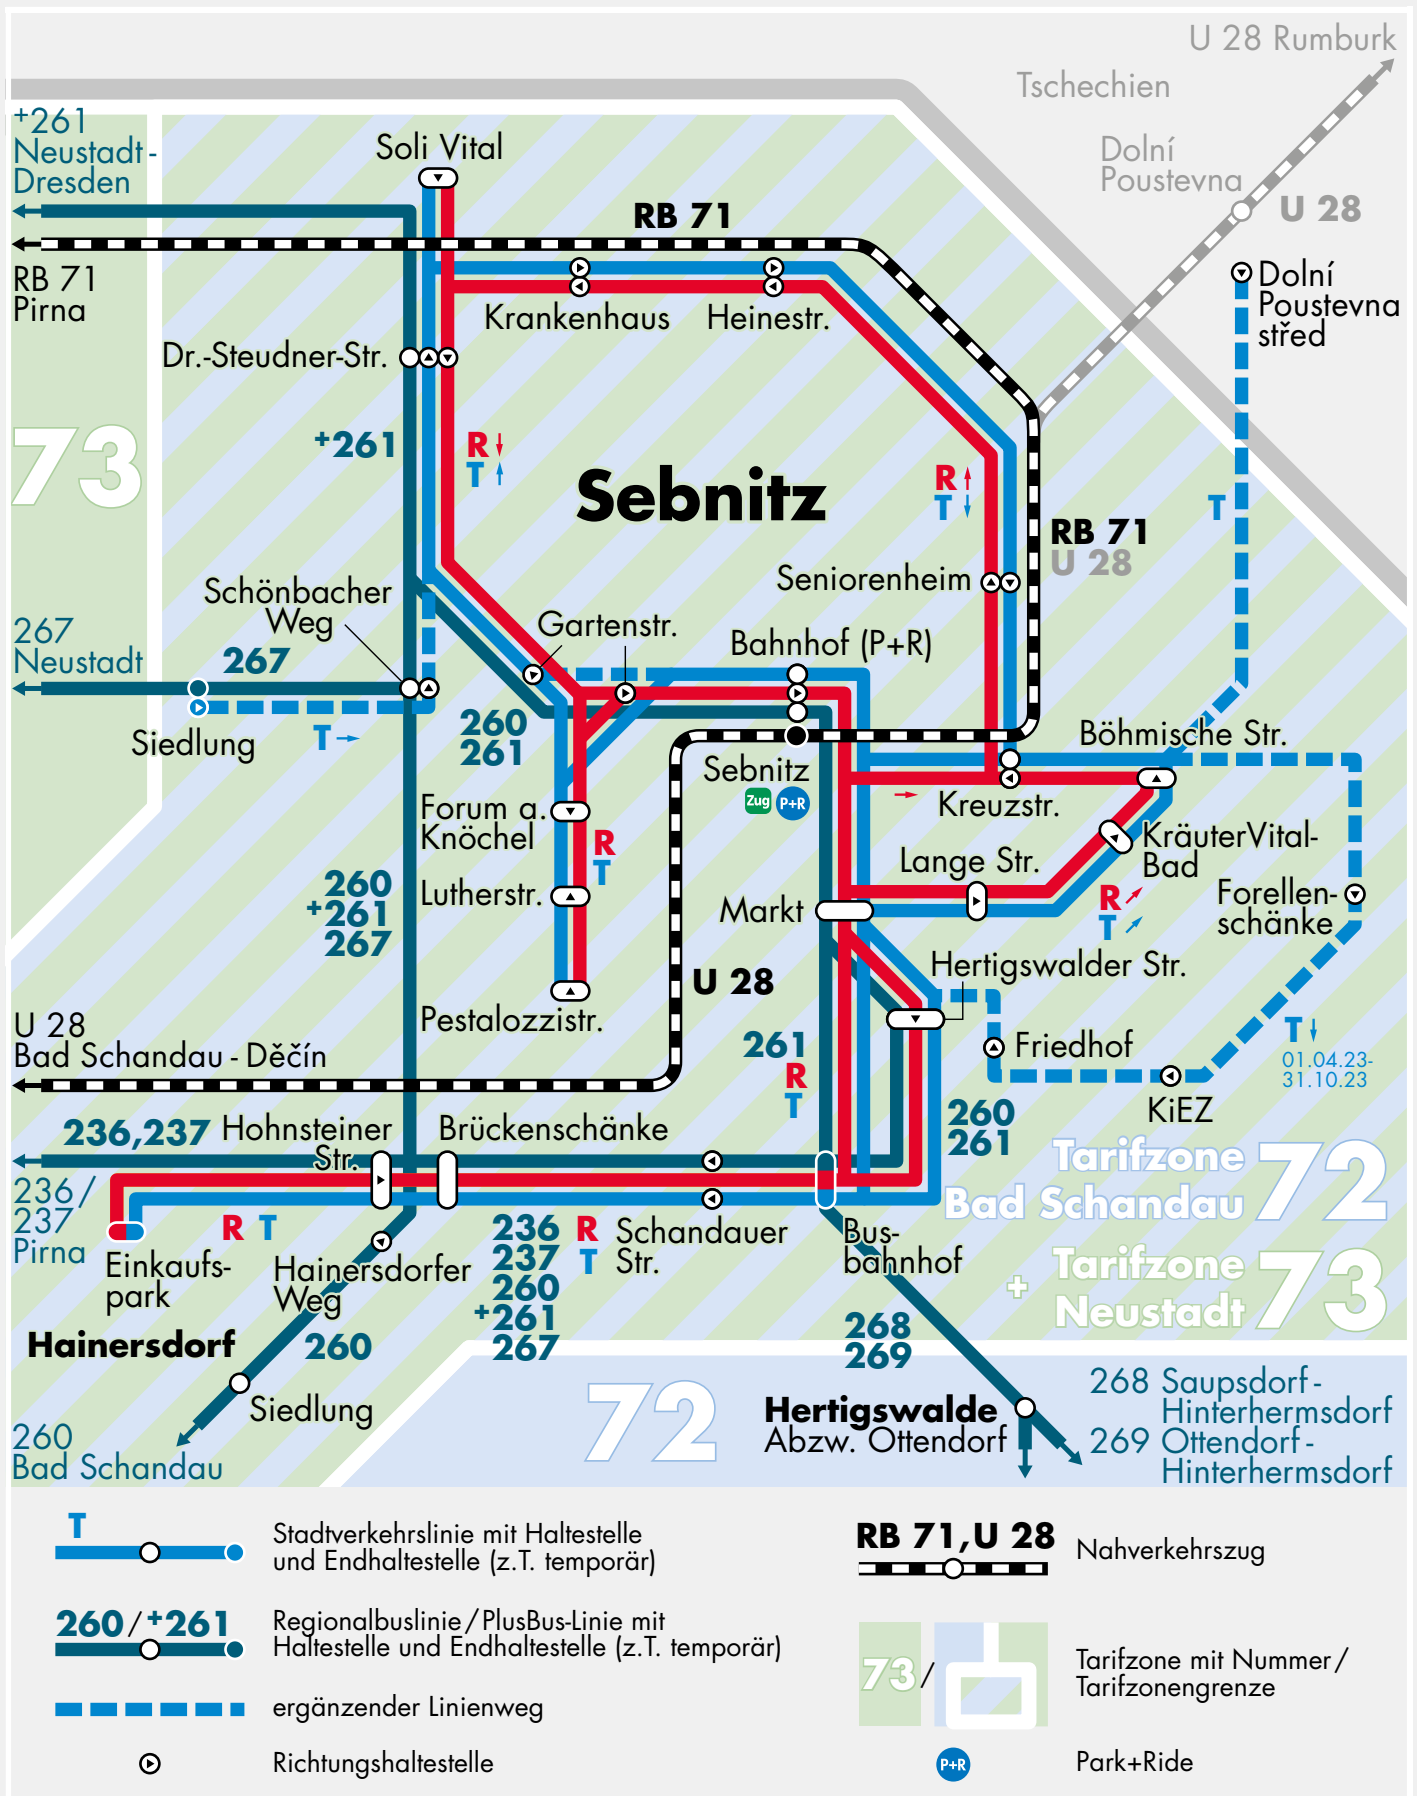 U 28 Rumburk
Tschechien
Dolní
Poustevna
U 28
+261
Neustadt-
Dresden
Soli Vital
RB 71
RB 71
Pirna
Krankenhaus
Heinestr.
Dolní
Poustevna
střed
Dr.-Steudner-Str.
73
+261
R
T
Sebnitz
R
T
T
RB 71
U 28
Schönbacher
Weg
Seniorenheim
267
Neustadt
267
Gartenstr.
Bahnhof (P+R)
Siedlung
T
260
261
Sebnitz
Zug
P+R
Böhmische Str.
Kreuzstr.
Forum a.
Knöchel
R
T
KräuterVital-
Bad
Lange Str.
260
+261
267
Lutherstr.
Markt
R
T
Forellen-
schänke
U 28
Hertigswalder Str.
Pestalozzistr.
U 28
Bad Schandau - Děčín
261
R
T
Friedhof
T
01.04.23-
31.10.23
KiEZ
260
261
236,237
Hohnsteiner
Str.
Brückenschänke
Tarifzone
Bad Schandau
72
236/
237
Pirna
R T
Einkaufs-
park
Hainersdorfer
Weg
236
237
260
+261
267
R
T
Schandauer
Str.
Bus-
bahnhof
+
Tarifzone
Neustadt
73
Hainersdorf
260
268
269
Siedlung
260
Bad Schandau
72
Hertigswalde
Abzw. Ottendorf
268 Saupsdorf-
Hinterhermsdorf
269 Ottendorf-
Hinterhermsdorf
T
Stadtverkehrslinie mit Haltestelle
und Endhaltestelle (z.T. temporär)
RB 71, U 28
Nahverkehrszug
260/+261
Regionalbuslinie/PlusBus-Linie mit
Haltestelle und Endhaltestelle (z.T. temporär)
73/
Tarifzone mit Nummer/
Tarifzonengrenze
ergänzender Linienweg
Richtungshaltestelle
P+R
Park+Ride